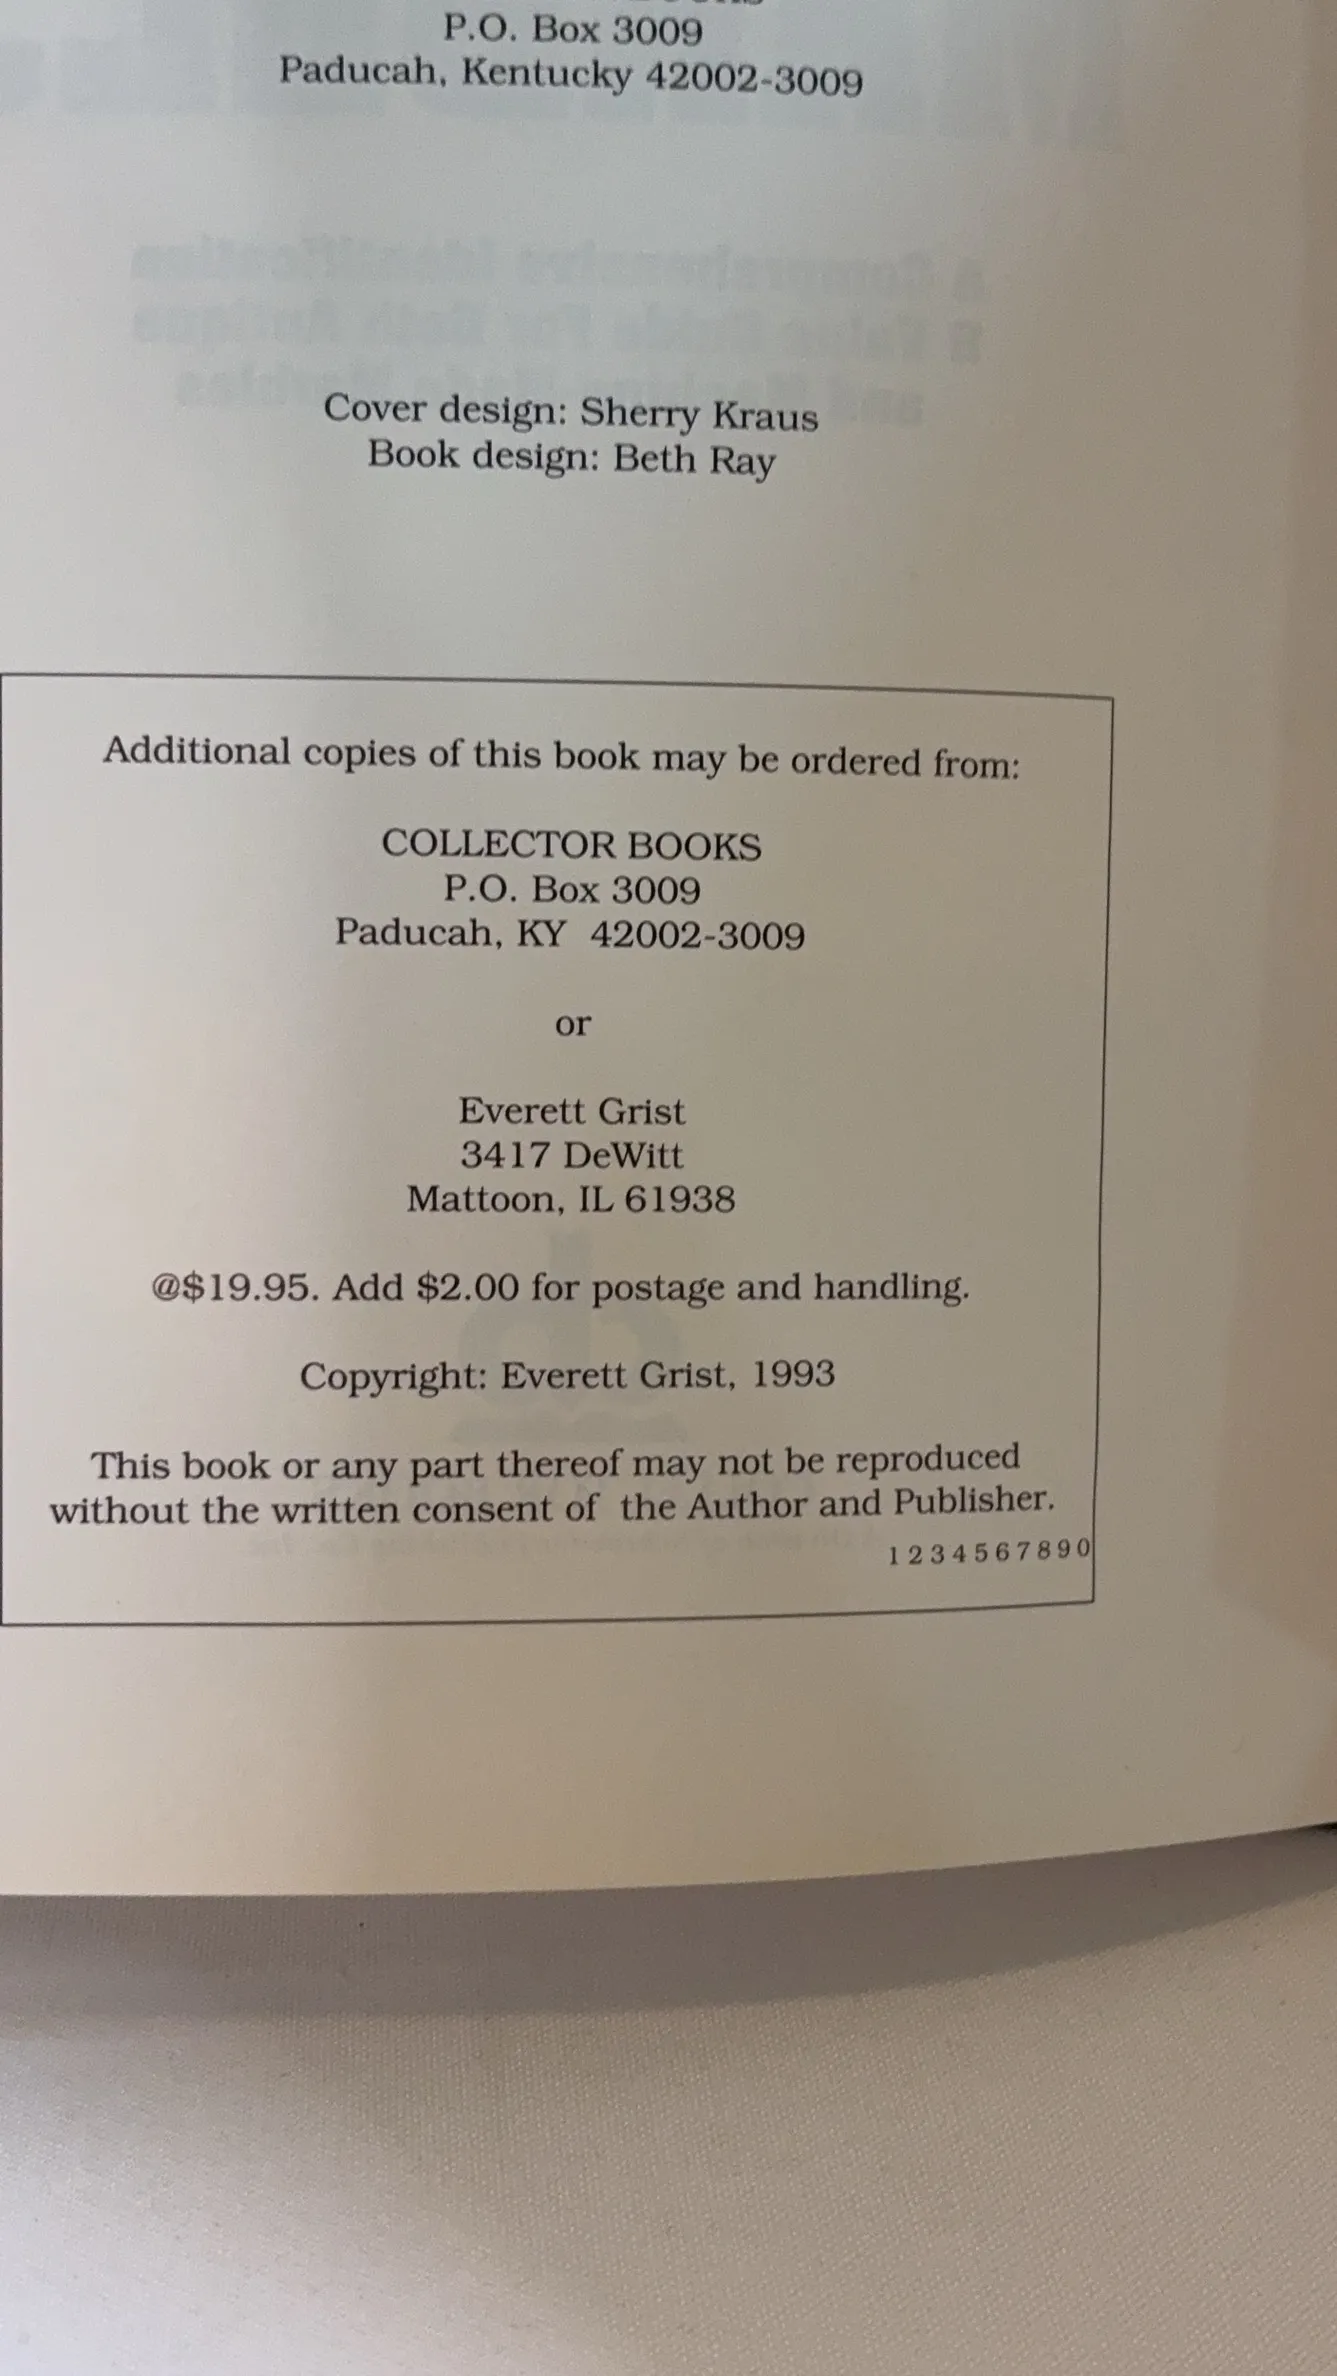 P.O. Box 3009
Paducah, Kentucky 42002-3009
Cover design: Sherry Kraus
Book design: Beth Ray
Additional copies of this book may be ordered from:
COLLECTOR BOOKS
P.O. Box 3009
Paducah, KY 42002-3009
or
Everett Grist
3417 DeWitt
Mattoon, IL 61938
@$19.95. Add $2.00 for postage and handling.
Copyright: Everett Grist, 1993
This book or any part thereof may not be reproduced
without the written consent of the Author and Publisher.
1 2 3 4 5 6 7 8 9 0